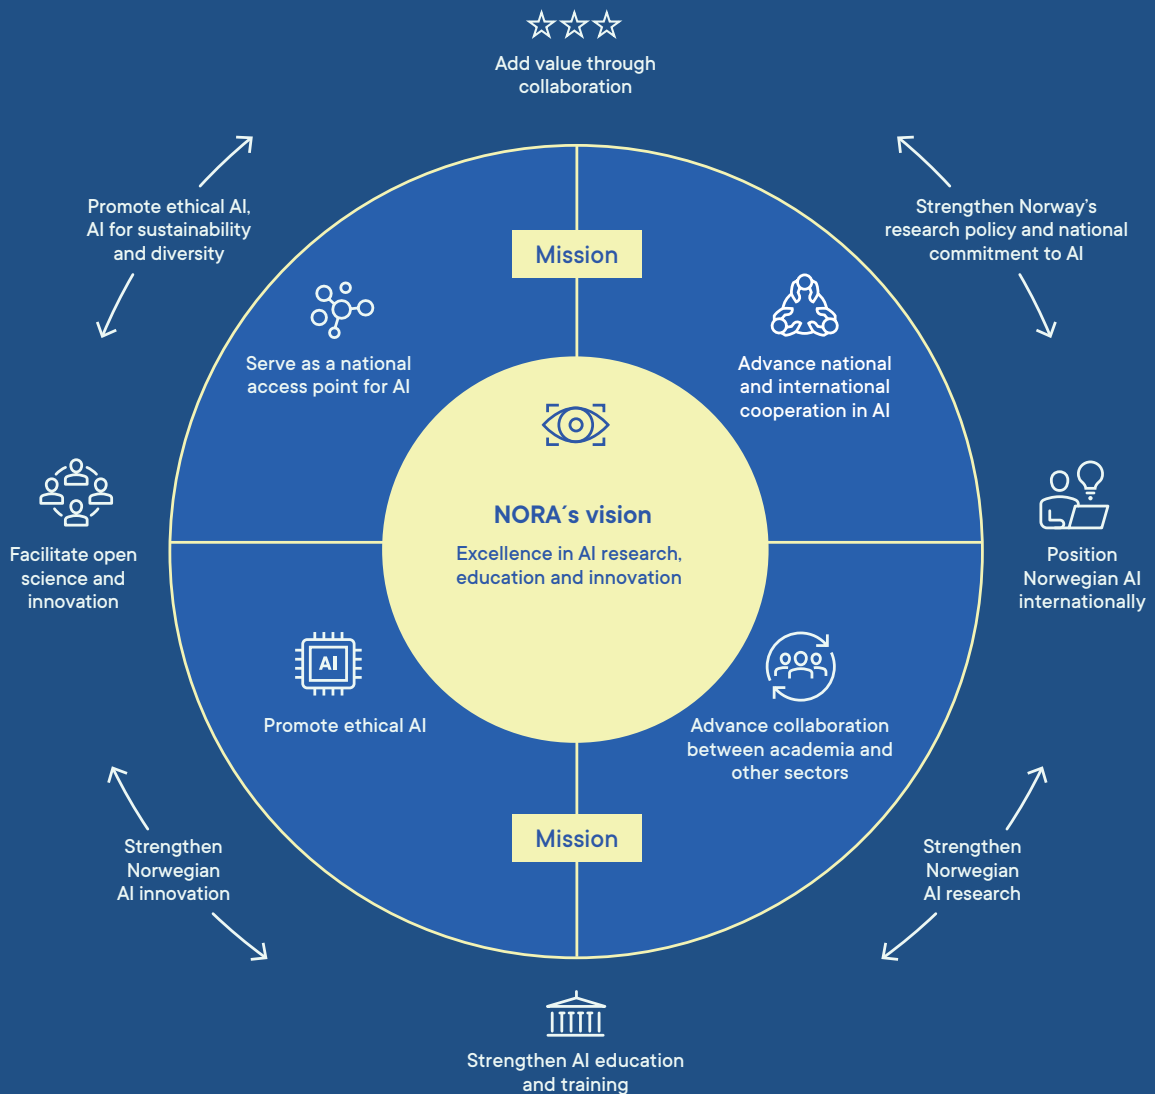 Add value through
collaboration
Promote ethical AI,
AI for sustainability
and diversity
Strengthen Norway's
research policy and national
commitment to AI
Mission
Serve as a national
access point for AI
Advance national
and international
cooperation in AI
NORA´s vision
Excellence in AI research,
education and innovation
Facilitate open
science and
innovation
Position
Norwegian AI
internationally
AI
Promote ethical AI
Advance collaboration
between academia and
other sectors
Mission
Strengthen
Norwegian
AI innovation
Strengthen
Norwegian
AI research
Strengthen AI education
and training